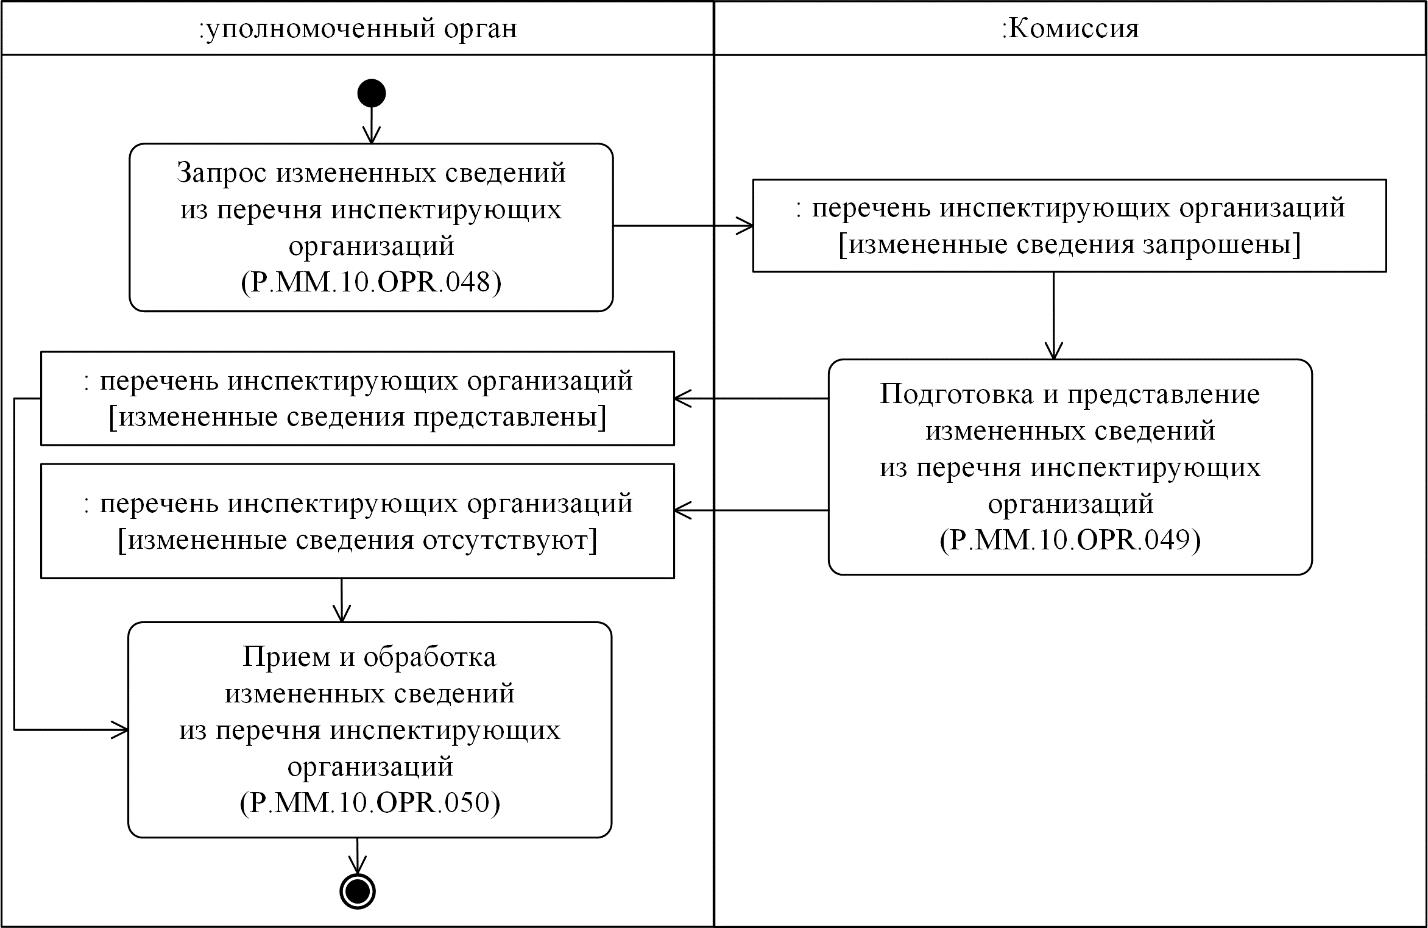 :уполномоченный орган
:Комиссия
Запрос измененных сведений
из перечня инспектирующих
организаций
(P.MM.10.OPR.048)
: перечень инспектирующих организаций
[измененные сведения запрошены]
: перечень инспектирующих организаций
[измененные сведения представлены]
Подготовка и представление
измененных сведений
из перечня инспектирующих
организаций
(P.MM.10.OPR.049)
: перечень инспектирующих организаций
[измененные сведения отсутствуют]
Прием и обработка
измененных сведений
из перечня инспектирующих
организаций
(P.MM.10.OPR.050)